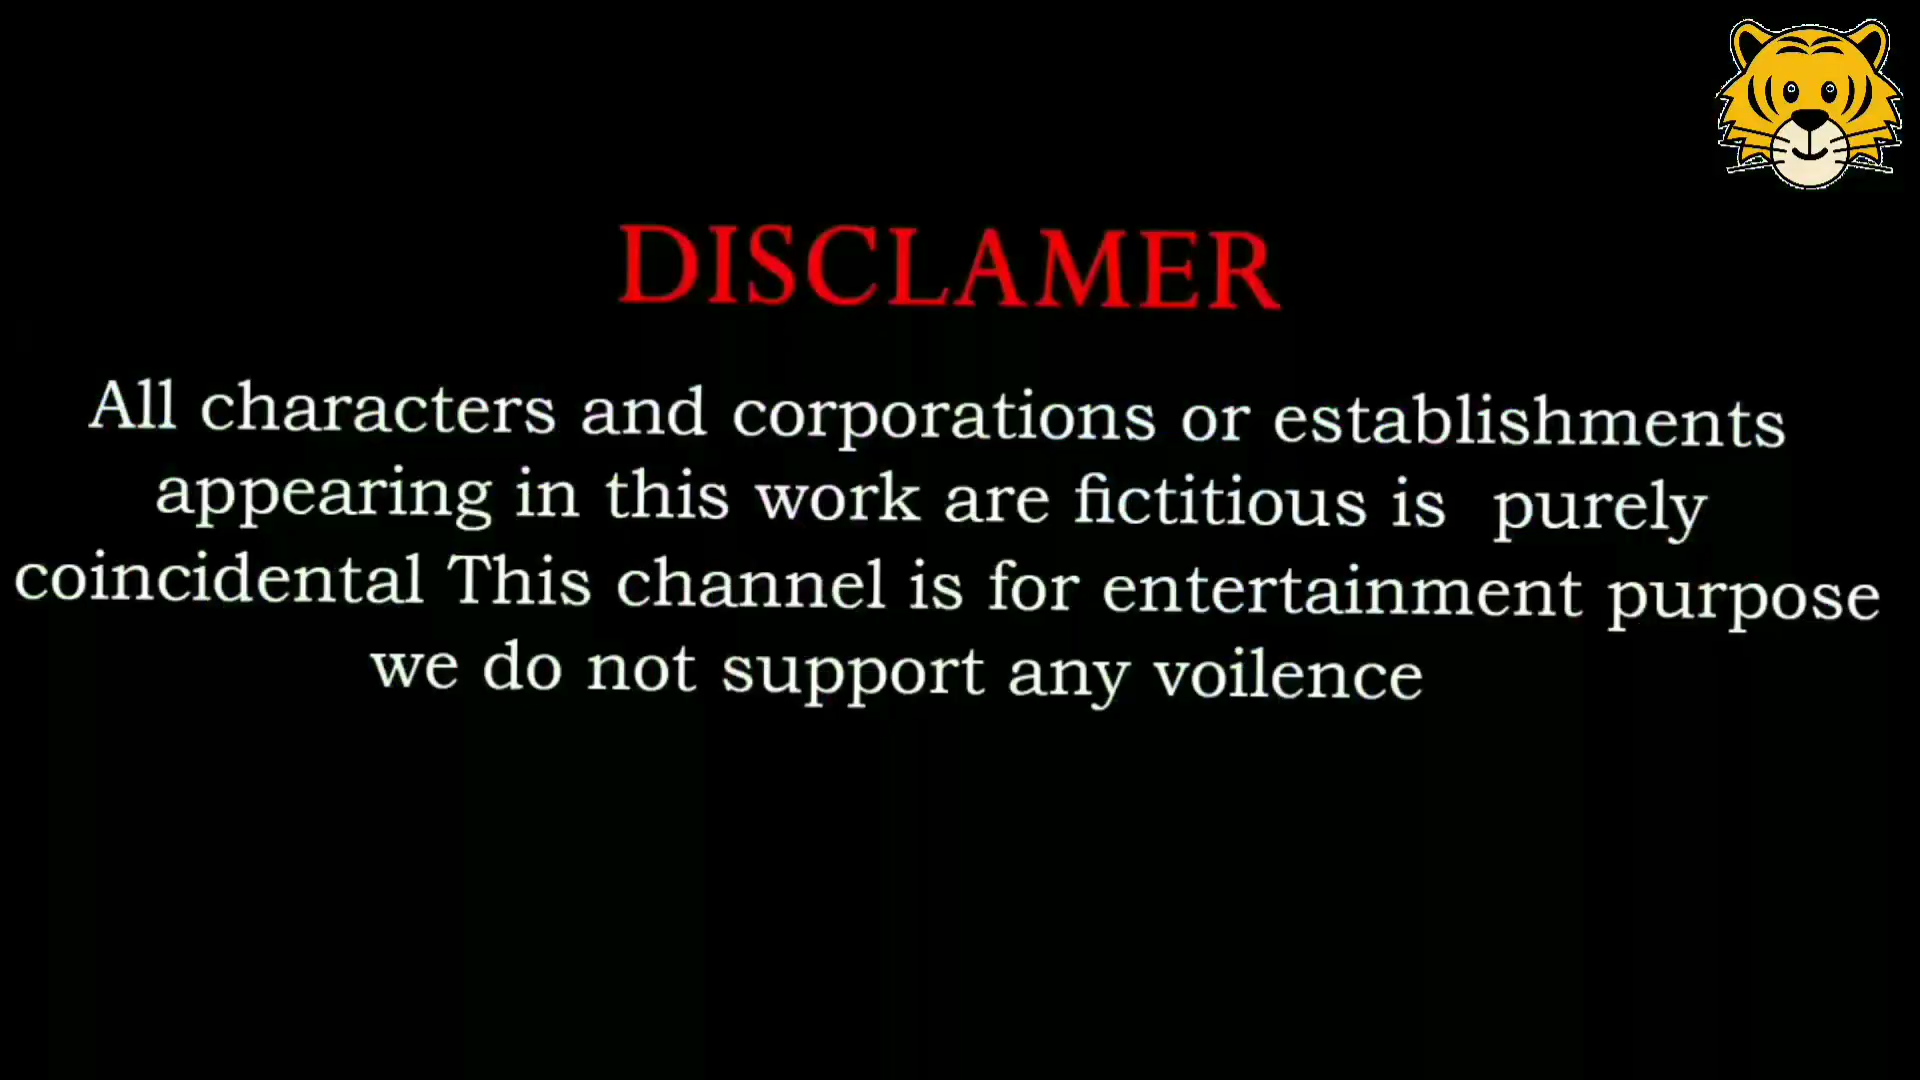 DISCLAMER
All characters and corporations or establishments
appearing in this work are fictitious is purely
coincidental This channel is for entertainment purpose
we do not support any voilence